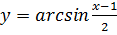 y = arcsin (x−1)/2